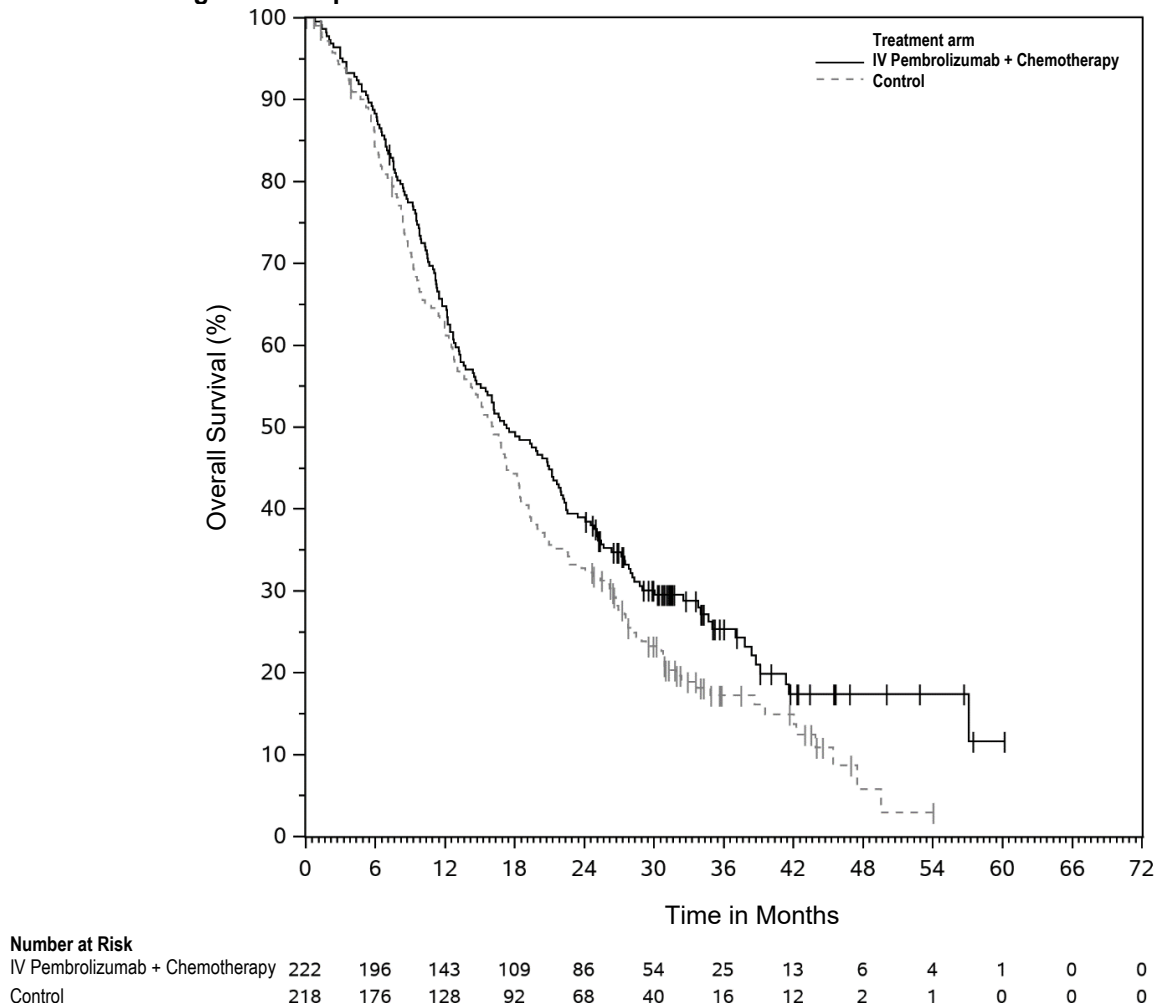 Treatment arm
IV Pembrolizumab + Chemotherapy
Control
100
90
80
70
60
50
40
30
20
10
0
Overall Survival (%)
0 6 12 18 24 30 36 42 48 54 60 66 72
Time in Months
Number at Risk
IV Pembrolizumab + Chemotherapy 222 196 143 109 86 54 25 13 6 4 1 0 0
Control 218 176 128 92 68 40 16 12 2 1 0 0 0